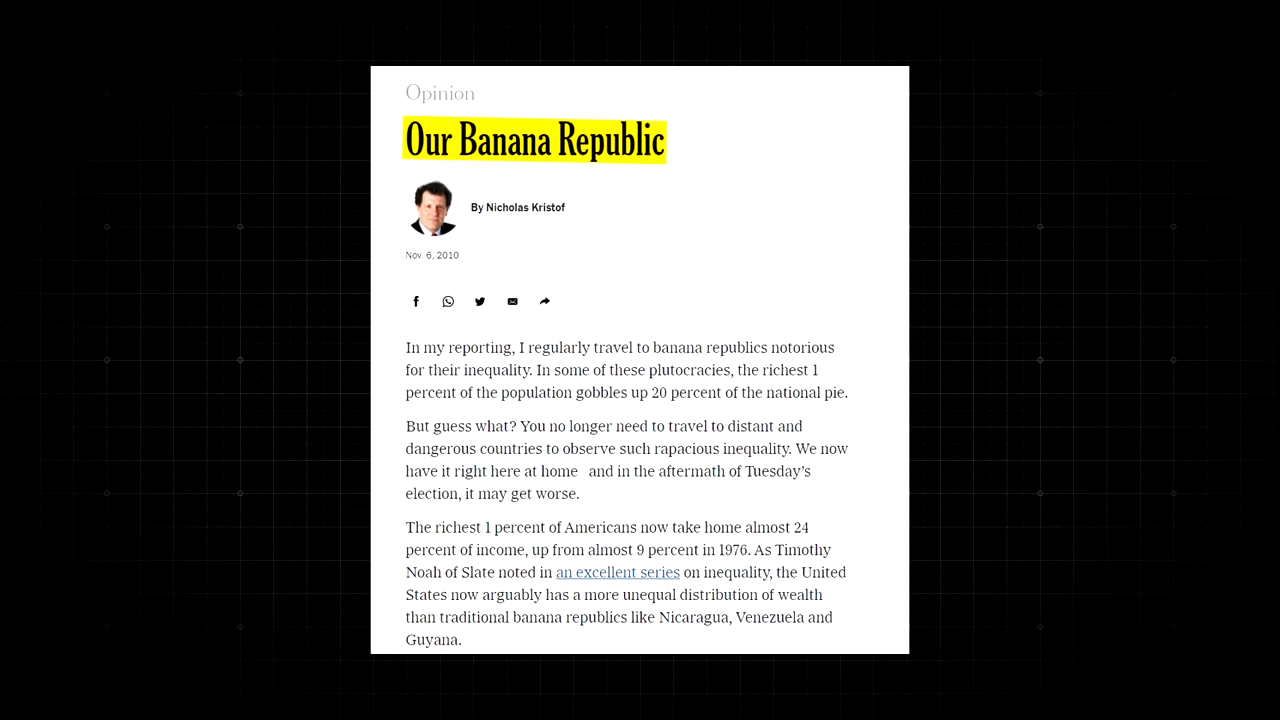 Opinion
Our Banana Republic
By Nicholas Kristof
Nov. 6, 2010
In my reporting, I regularly travel to banana republics notorious
for their inequality. In some of these plutocracies, the richest 1
percent of the population gobbles up 20 percent of the national pie.
But guess what? You no longer need to travel to distant and
dangerous countries to observe such rapacious inequality. We now
have it right here at home and in the aftermath of Tuesday’s
election, it may get worse.
The richest 1 percent of Americans now take home almost 24
percent of income, up from almost 9 percent in 1976. As Timothy
Noah of Slate noted in an excellent series on inequality, the United
States now arguably has a more unequal distribution of wealth
than traditional banana republics like Nicaragua, Venezuela and
Guyana.